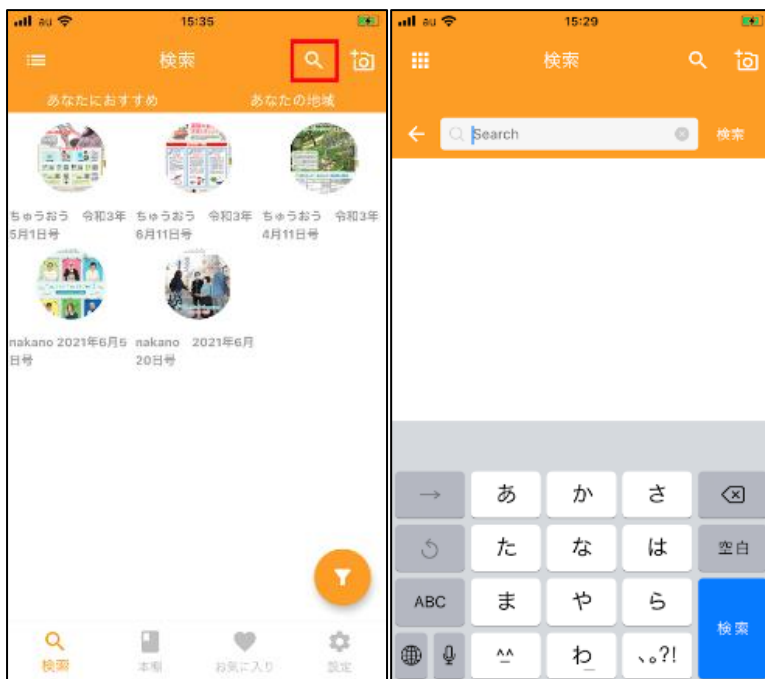 au
15:35
検索
あなたにおすすめ
あなたの地域
ちゅうおう 令和3年
5月1日号
ちゅうおう 令和3年
6月11日号
ちゅうおう 令和3年
4月11日号
nakano 2021年6月5
日号
nakano 2021年6月
20日号
検索
本棚
お気に入り
設定
au
15:29
検索
Search
検索
→
あ
か
さ
た
な
は
空白
ABC
ま
や
ら
検索
^^
わ_
、。?!